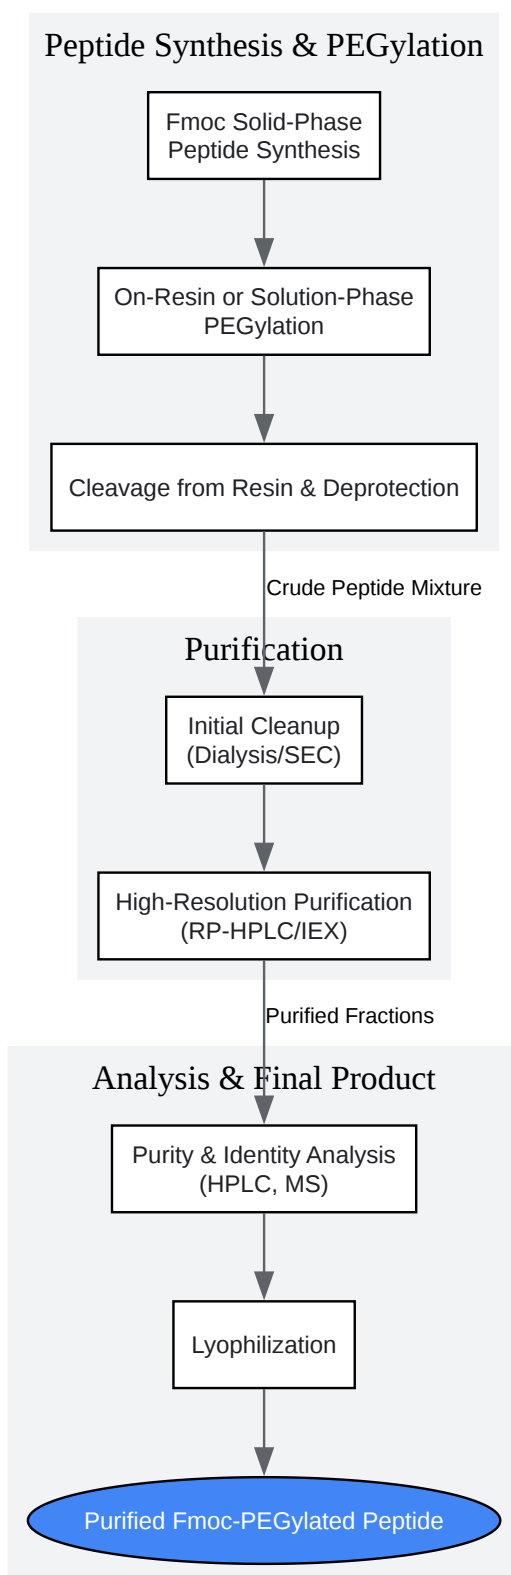 Peptide Synthesis & PEGylation
Fmoc Solid-Phase
Peptide Synthesis
On-Resin or Solution-Phase
PEGylation
Cleavage from Resin & Deprotection
Crude Peptide Mixture
Purification
Initial Cleanup
(Dialysis/SEC)
High-Resolution Purification
(RP-HPLC/IEX)
Purified Fractions
Analysis & Final Product
Purity & Identity Analysis
(HPLC, MS)
Lyophilization
Purified Fmoc-PEGylated Peptide